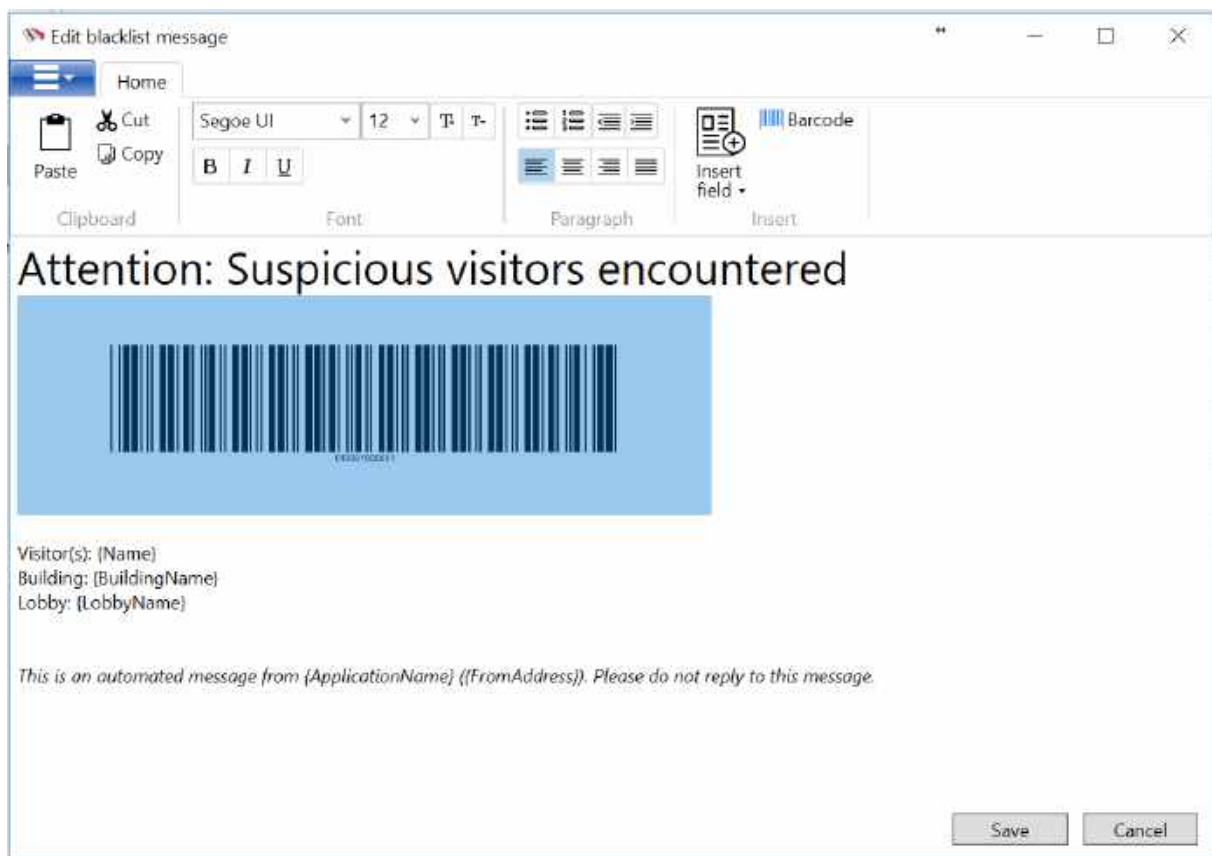 Edit blacklist message
Home
Paste
Cut
Copy
Clipboard
Segoe UI
12
B I U
Font
Paragraph
Insert field
Barcode
Insert
Attention: Suspicious visitors encountered
Visitor(s): {Name}
Building: {BuildingName}
Lobby: {LobbyName}
This is an automated message from {ApplicationName} ({FromAddress}). Please do not reply to this message.
Save
Cancel